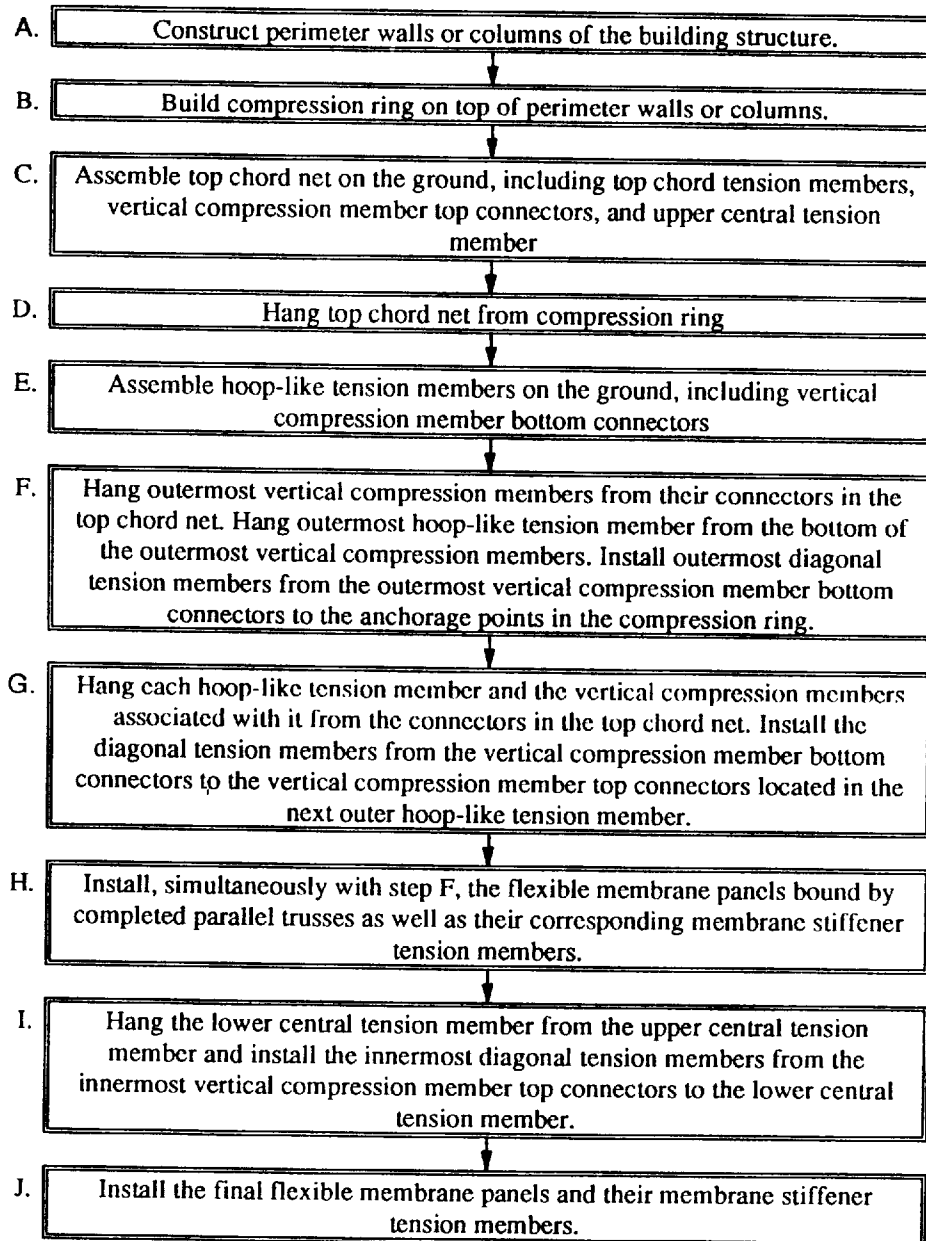 A. Construct perimeter walls or columns of the building structure.
B. Build compression ring on top of perimeter walls or columns.
C. Assemble top chord net on the ground, including top chord tension members,
vertical compression member top connectors, and upper central tension
member
D. Hang top chord net from compression ring
E. Assemble hoop-like tension members on the ground, including vertical
compression member bottom connectors
F. Hang outermost vertical compression members from their connectors in the
top chord net. Hang outermost hoop-like tension member from the bottom of
the outermost vertical compression members. Install outermost diagonal
tension members from the outermost vertical compression member bottom
connectors to the anchorage points in the compression ring.
G. Hang each hoop-like tension member and the vertical compression members
associated with it from the connectors in the top chord net. Install the
diagonal tension members from the vertical compression member bottom
connectors to the vertical compression member top connectors located in the
next outer hoop-like tension member.
H. Install, simultaneously with step F, the flexible membrane panels bound by
completed parallel trusses as well as their corresponding membrane stiffener
tension members.
I. Hang the lower central tension member from the upper central tension
member and install the innermost diagonal tension members from the
innermost vertical compression member top connectors to the lower central
tension member.
J. Install the final flexible membrane panels and their membrane stiffener
tension members.